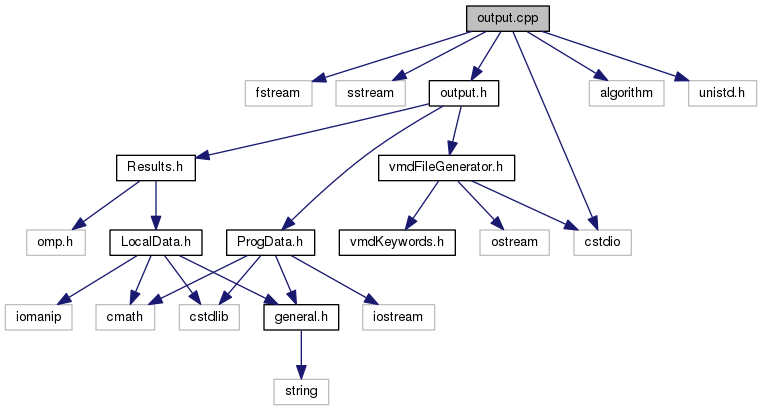 output.cpp
fstream
sstream
output.h
algorithm
unistd.h
Results.h
vmdFileGenerator.h
omp.h
LocalData.h
ProgData.h
vmdKeywords.h
ostream
cstdio
iomanip
cmath
cstdlib
general.h
iostream
string